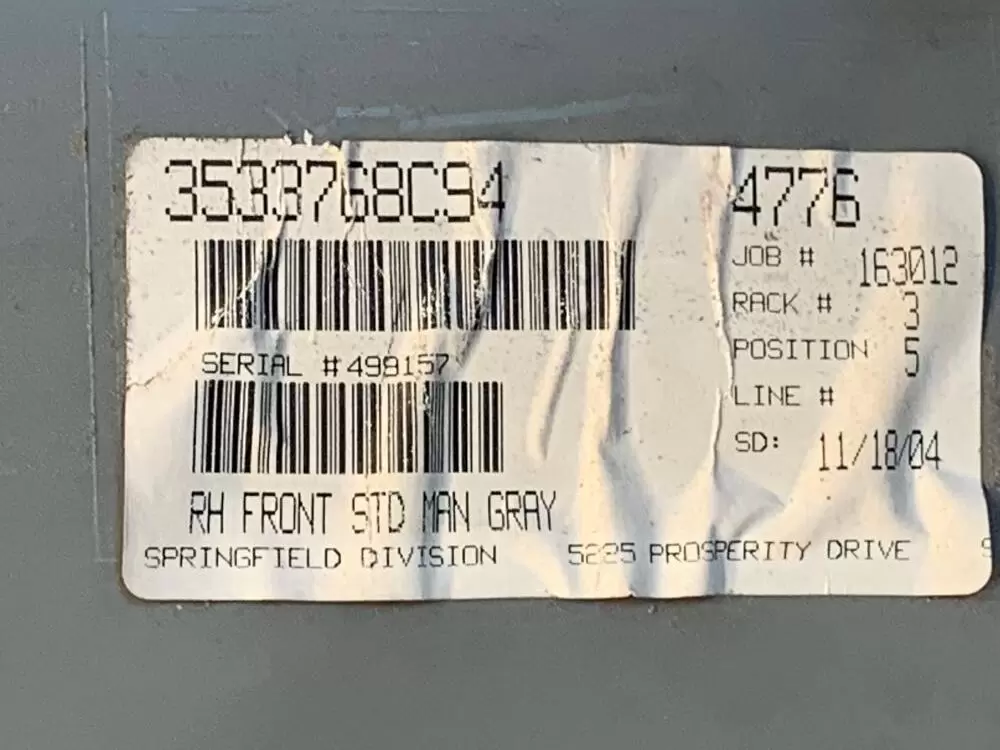 3533768C94
4776
JOB # 163012
RACK # 3
POSITION 5
SERIAL #499157
LINE #
SD: 11/18/04
RH FRONT STD MAN GRAY
SPRINGFIELD DIVISION 5225 PROSPERITY DRIVE